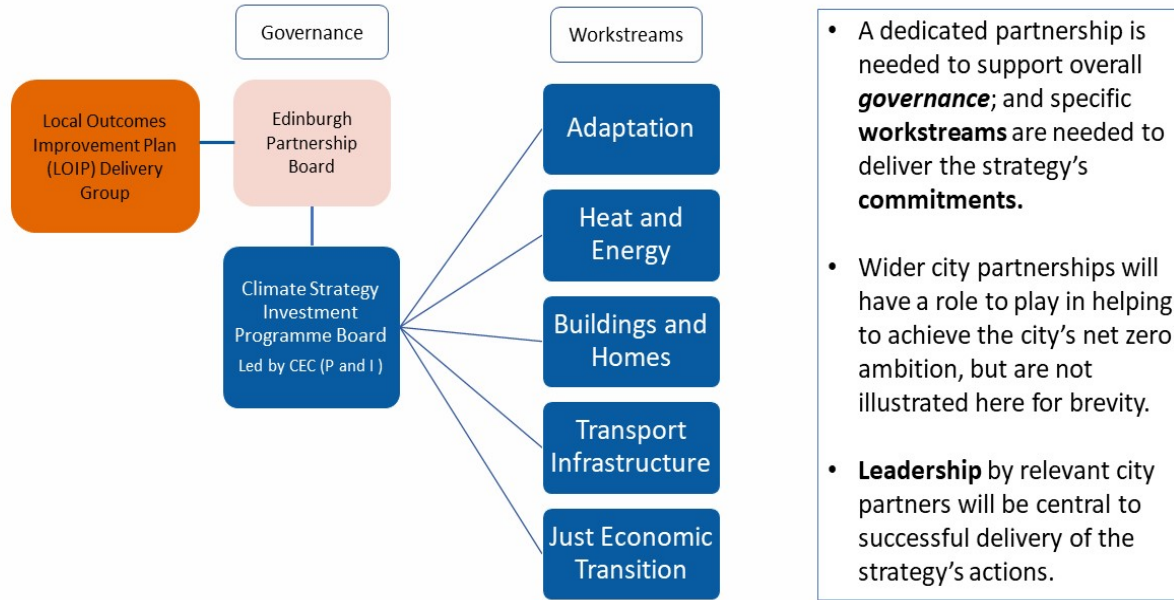 Governance
Workstreams
Local Outcomes
Improvement Plan
(LOIP) Delivery
Group
Edinburgh
Partnership
Board
Climate Strategy
Investment
Programme Board
Led by CEC (P and I )
Adaptation
Heat and
Energy
Buildings and
Homes
Transport
Infrastructure
Just Economic
Transition
• A dedicated partnership is
needed to support overall
governance; and specific
workstreams are needed to
deliver the strategy’s
commitments.
• Wider city partnerships will
have a role to play in helping
to achieve the city’s net zero
ambition, but are not
illustrated here for brevity.
• Leadership by relevant city
partners will be central to
successful delivery of the
strategy’s actions.